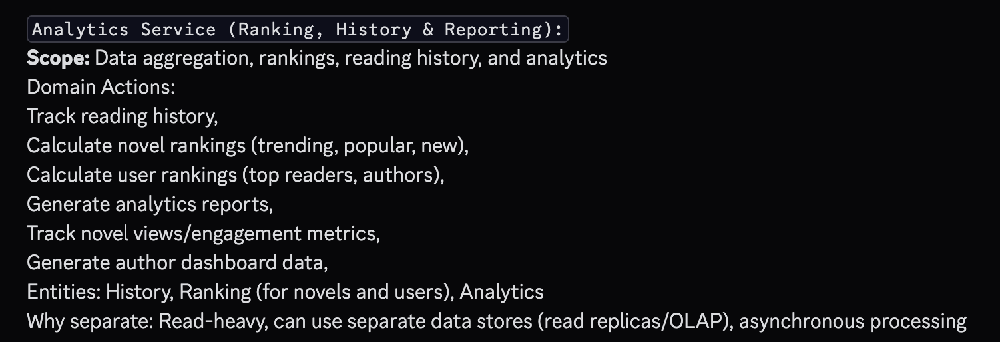 Analytics Service (Ranking, History & Reporting):
Scope: Data aggregation, rankings, reading history, and analytics
Domain Actions:
Track reading history,
Calculate novel rankings (trending, popular, new),
Calculate user rankings (top readers, authors),
Generate analytics reports,
Track novel views/engagement metrics,
Generate author dashboard data,
Entities: History, Ranking (for novels and users), Analytics
Why separate: Read-heavy, can use separate data stores (read replicas/OLAP), asynchronous processing